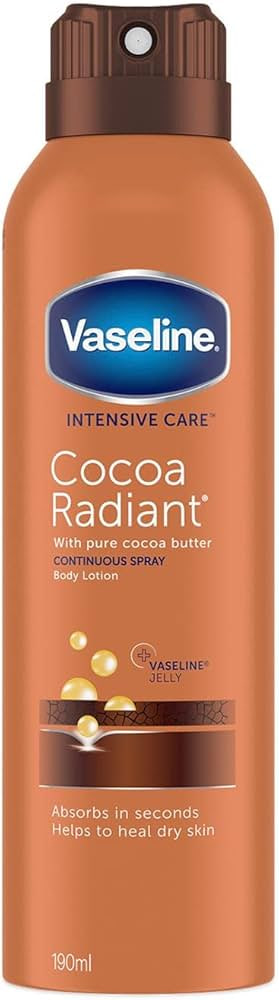 Vaseline®
INTENSIVE CARE™
Cocoa
Radiant®
With pure cocoa butter
CONTINUOUS SPRAY
Body Lotion
VASELINE®
JELLY
Absorbs in seconds
Helps to heal dry skin
190ml